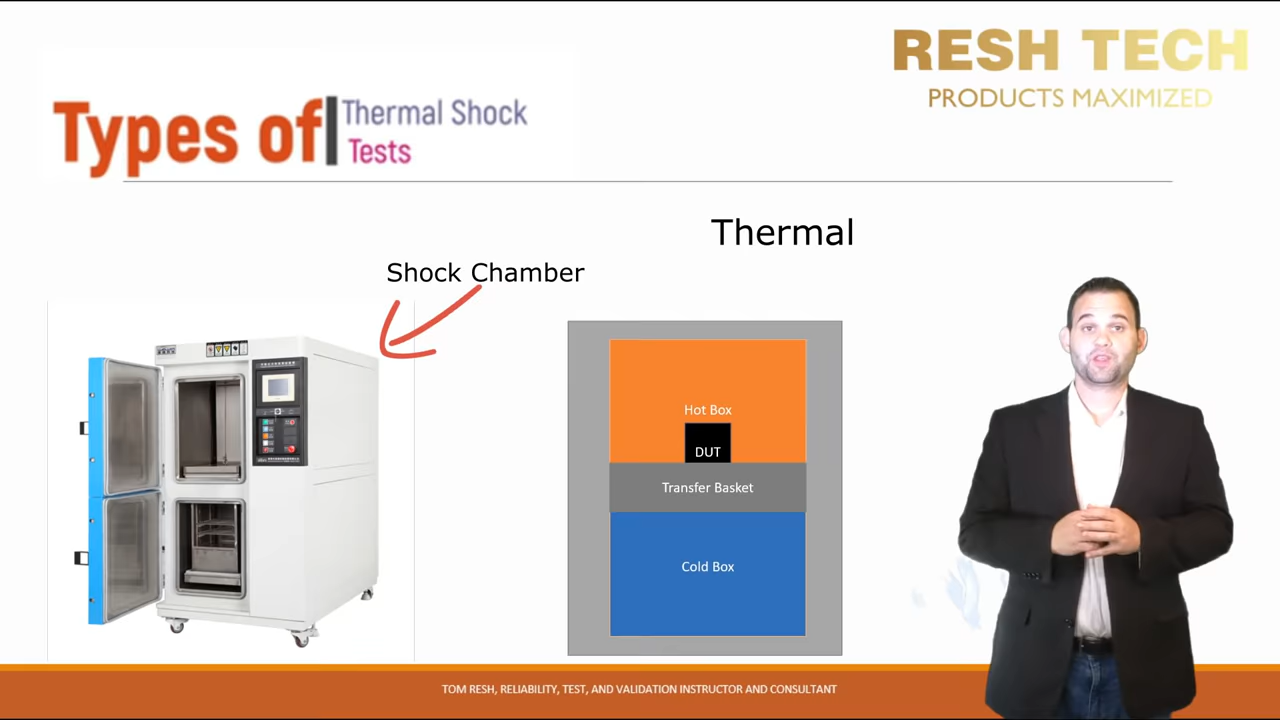 RESH TECH
PRODUCTS MAXIMIZED
Types of
Thermal Shock
Tests
Thermal
Shock Chamber
Hot Box
DUT
Transfer Basket
Cold Box
TOM RESH, RELIABILITY, TEST, AND VALIDATION INSTRUCTOR AND CONSULTANT